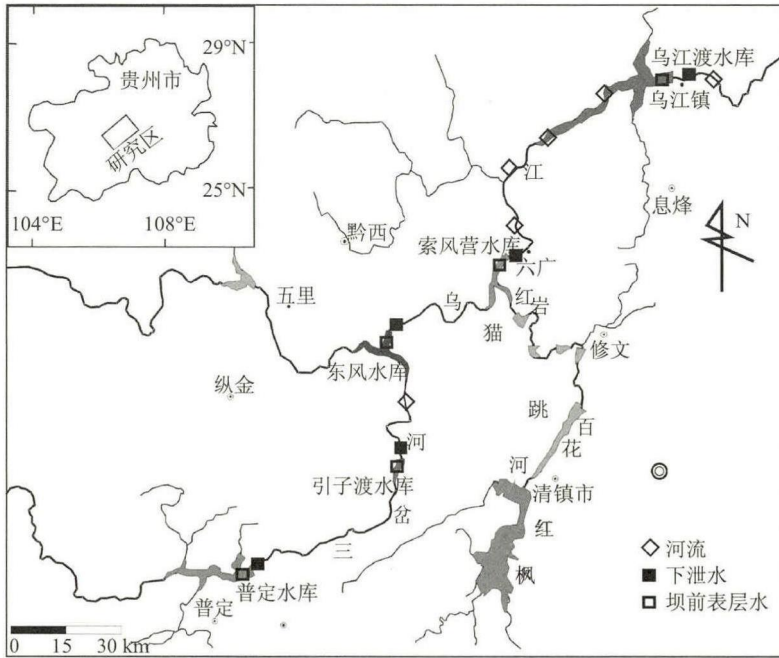 29°N
贵州市
研究区
25°N
104°E
108°E
乌江渡水库
乌江镇
江
息烽
N
黔西
索风营水库
六广
五里
乌
红
岩
猫
修文
东风水库
纵金
跳
百
花
河
河
引子渡水库
清镇市
岔
红
三
枫
河流
下泄水
坝前表层水
普定水库
普定
0 15 30 km